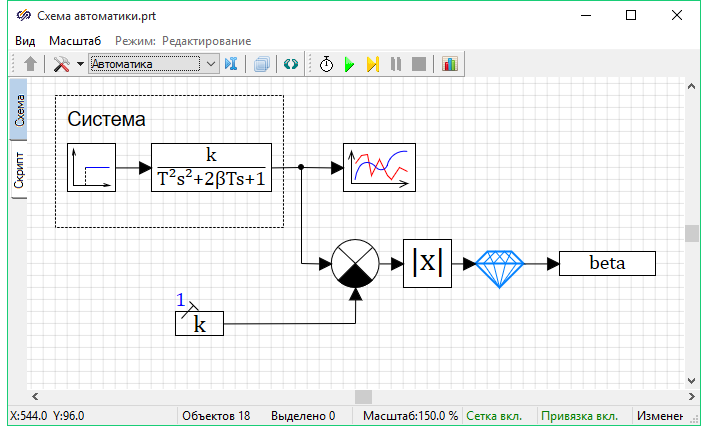 Схема автоматики.prt
Вид Масштаб Режим: Редактирование
Автоматика
Схема
Скрипт
Система
k
T²s²+2βTs+1
|x|
beta
1
k
X:544.0 Y:96.0 Объектов 18 Выделено 0 Масштаб:150.0 % Сетка вкл. Привязка вкл. Изменен